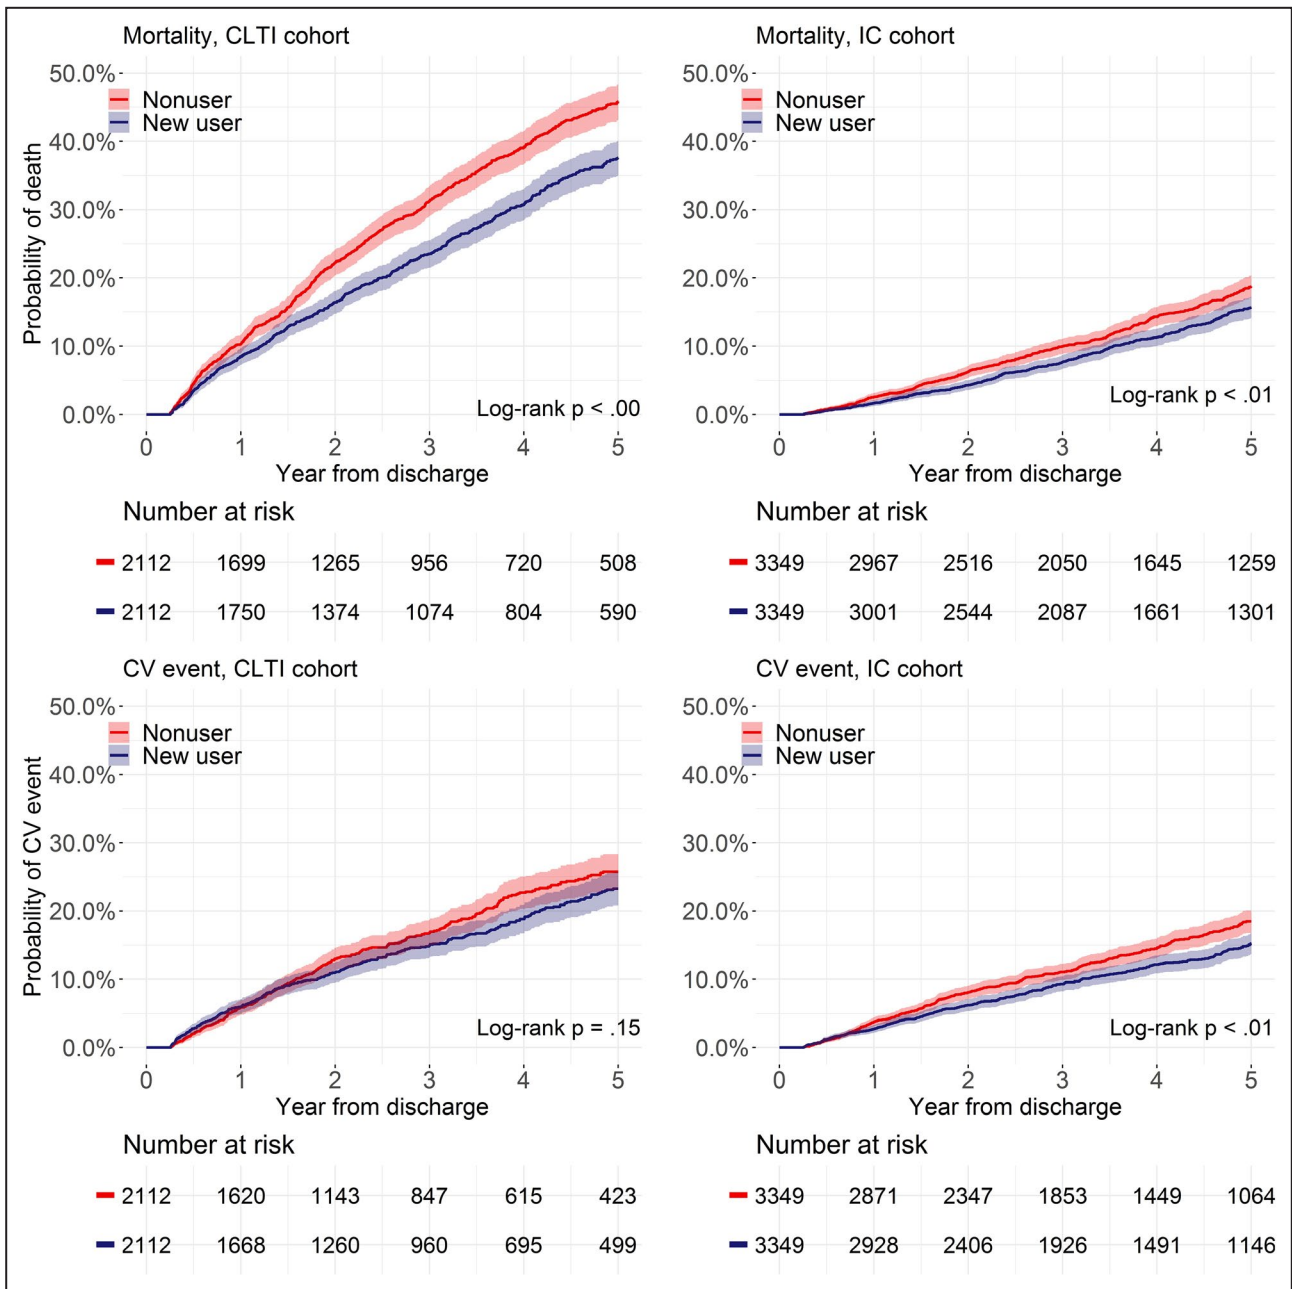 Mortality, CLTI cohort
50.0%
Nonuser
New user
40.0%
30.0%
20.0%
10.0%
0.0%
Probability of death
Log-rank p < .00
0 1 2 3 4 5
Year from discharge
Number at risk
2112 1699 1265 956 720 508
2112 1750 1374 1074 804 590
Mortality, IC cohort
50.0%
Nonuser
New user
40.0%
30.0%
20.0%
10.0%
0.0%
Log-rank p < .01
0 1 2 3 4 5
Year from discharge
Number at risk
3349 2967 2516 2050 1645 1259
3349 3001 2544 2087 1661 1301
CV event, CLTI cohort
50.0%
Nonuser
New user
40.0%
30.0%
20.0%
10.0%
0.0%
Probability of CV event
Log-rank p = .15
0 1 2 3 4 5
Year from discharge
Number at risk
2112 1620 1143 847 615 423
2112 1668 1260 960 695 499
CV event, IC cohort
50.0%
Nonuser
New user
40.0%
30.0%
20.0%
10.0%
0.0%
Log-rank p < .01
0 1 2 3 4 5
Year from discharge
Number at risk
3349 2871 2347 1853 1449 1064
3349 2928 2406 1926 1491 1146